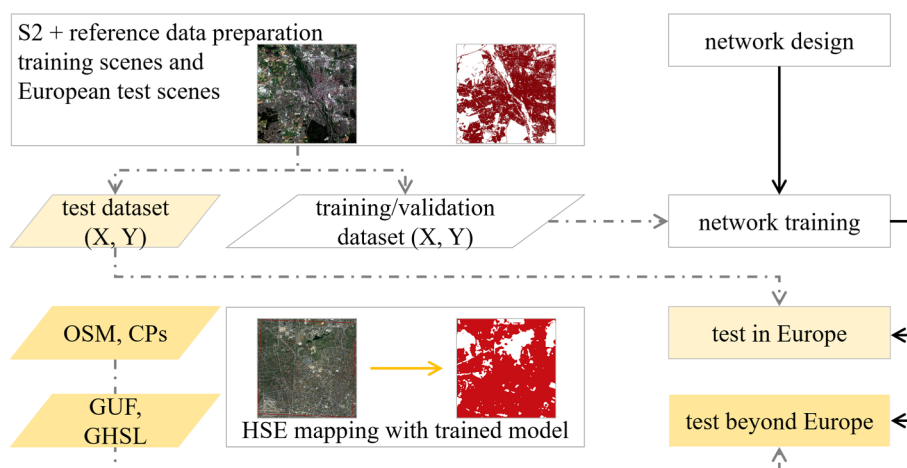 S2 + reference data preparation
training scenes and
European test scenes
network design
test dataset
(X, Y)
training/validation
dataset (X, Y)
network training
OSM, CPs
test in Europe
GUF,
GHSL
HSE mapping with trained model
test beyond Europe